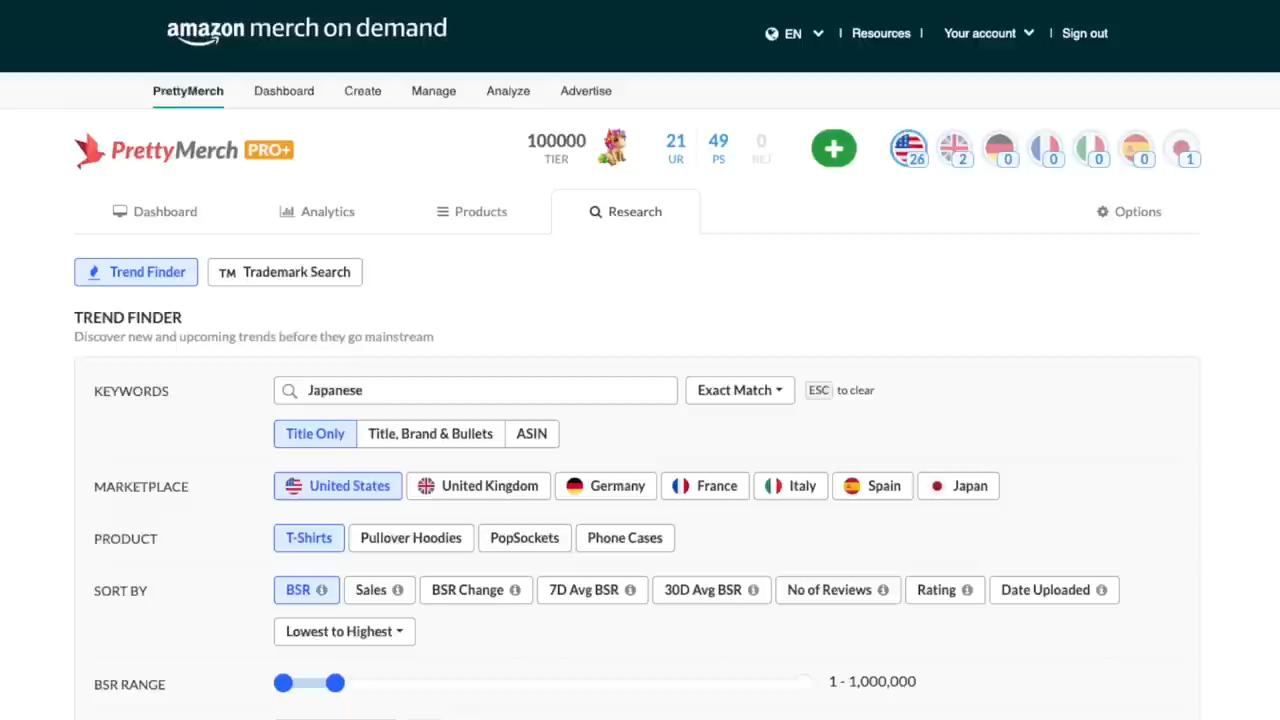 amazon merch on demand
EN | Resources | Your account | Sign out
PrettyMerch Dashboard Create Manage Analyze Advertise
PrettyMerch PRO+
100000 TIER
21 UR
49 PS
0 REJ
26 2 0 0 0 0 1
Dashboard Analytics Products Research Options
Trend Finder TM Trademark Search
TREND FINDER
Discover new and upcoming trends before they go mainstream
KEYWORDS Japanese Exact Match ESC to clear
Title Only Title, Brand & Bullets ASIN
MARKETPLACE United States United Kingdom Germany France Italy Spain Japan
PRODUCT T-Shirts Pullover Hoodies PopSockets Phone Cases
SORT BY BSR Sales BSR Change 7D Avg BSR 30D Avg BSR No of Reviews Rating Date Uploaded
Lowest to Highest
BSR RANGE 1 - 1,000,000